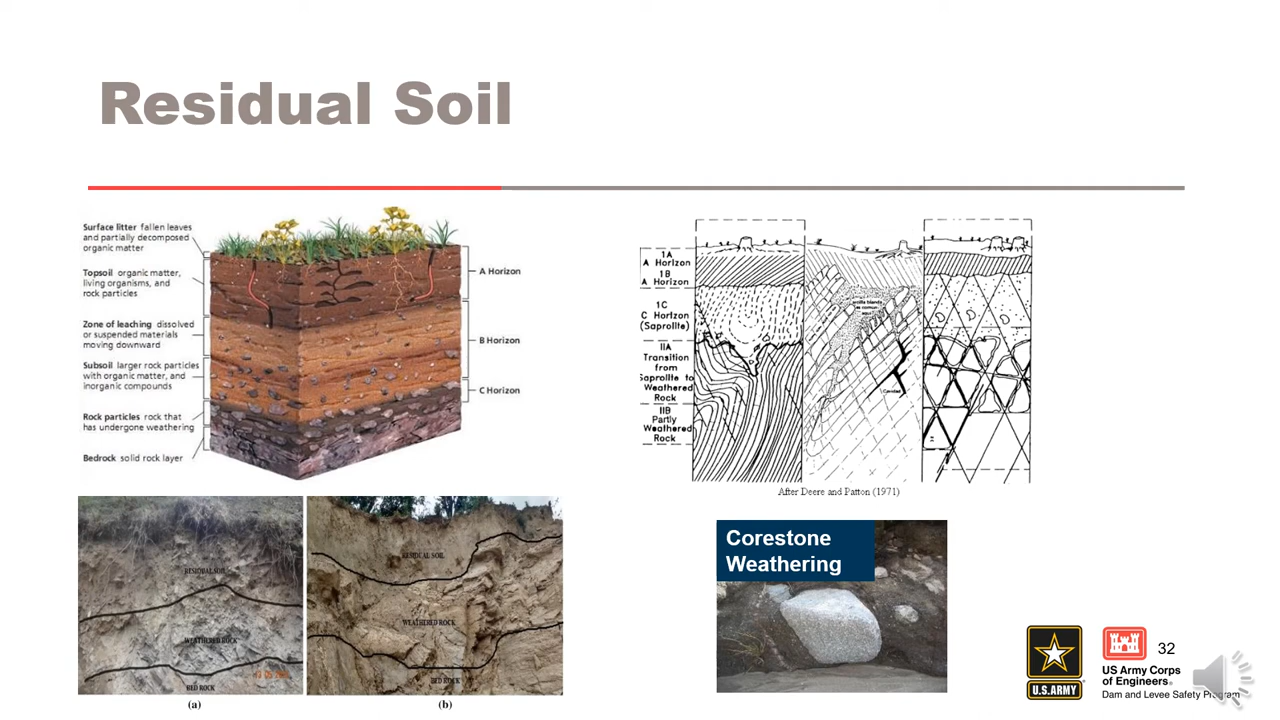 Residual Soil
Surface litter fallen leaves
and partially decomposed
organic matter
Topsoil organic matter,
living organisms, and
rock particles
Zone of leaching dissolved
or suspended materials
moving downward
Subsoil larger rock particles
with organic matter, and
inorganic compounds
Rock particles rock that
has undergone weathering
Bedrock solid rock layer
A Horizon
B Horizon
C Horizon
1A
A Horizon
1B
A Horizon
1C
C Horizon
(Saprolite)
IIA
Transition
from
Saprolite to
Weathered
Rock
IIB
Partly
Weathered
Rock
After Deere and Patton (1971)
RESIDUAL SOIL
WEATHERED ROCK
BED ROCK
(a)
RESIDUAL SOIL
WEATHERED ROCK
BED ROCK
(b)
Corestone
Weathering
U.S.ARMY
32
US Army Corps
of Engineers®
Dam and Levee Safety Program